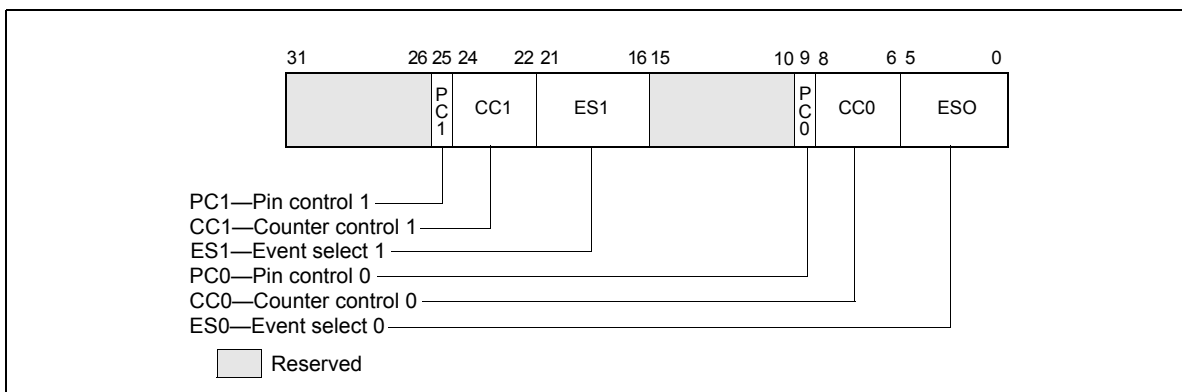 31 26 25 24 22 21 16 15 10 9 8 6 5 0
PC1 CC1 ES1 PC0 CC0 ESO
PC1—Pin control 1
CC1—Counter control 1
ES1—Event select 1
PC0—Pin control 0
CC0—Counter control 0
ES0—Event select 0
Reserved